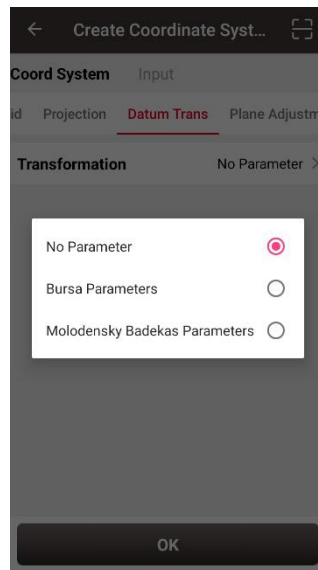 Create Coordinate Syst...
Coord System Input
id Projection Datum Trans Plane Adjustm
Transformation No Parameter >
No Parameter
Bursa Parameters
Molodensky Badekas Parameters
OK